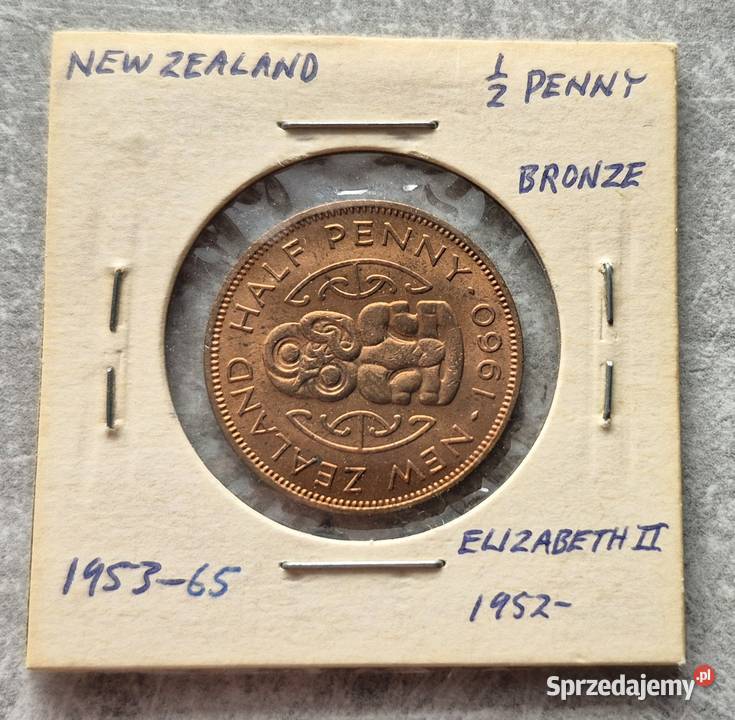 NEW ZEALAND
1/2 PENNY
BRONZE
NEW ZEALAND HALF PENNY · 1960 ·
1953-65
ELIZABETH II
1952-
Sprzedajemy.pl